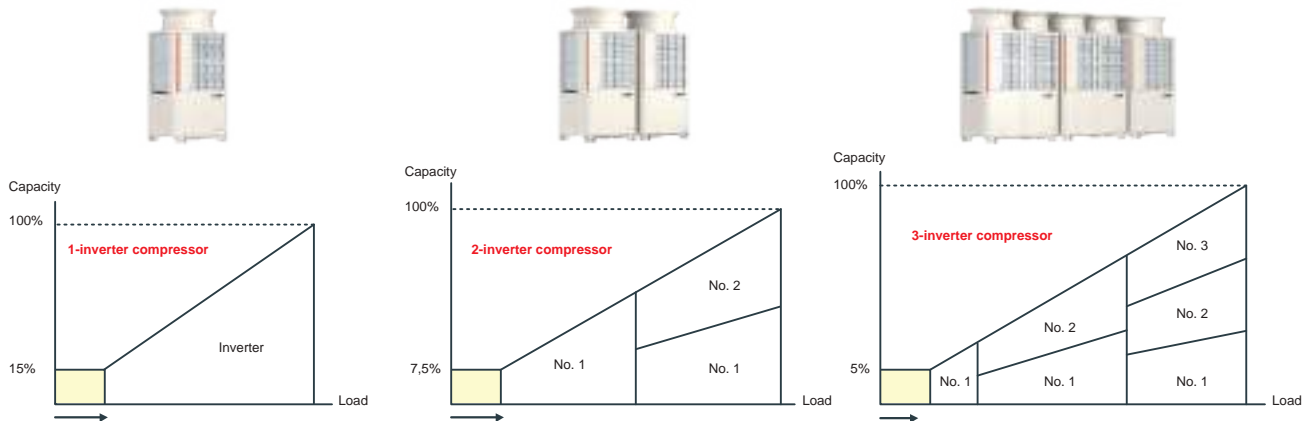 Capacity
100%
1-inverter compressor
Inverter
15%
Load
Capacity
100%
2-inverter compressor
No. 2
No. 1
No. 1
7,5%
Load
Capacity
100%
3-inverter compressor
No. 3
No. 2
No. 2
No. 1
No. 1
No. 1
5%
Load